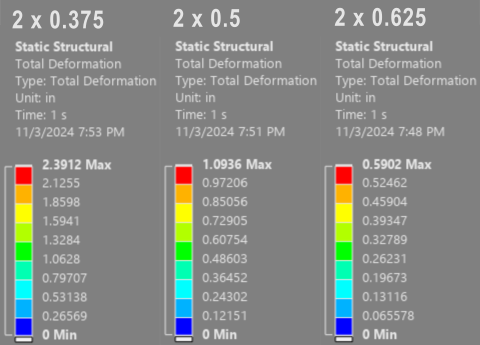 2 x 0.375
Static Structural
Total Deformation
Type: Total Deformation
Unit: in
Time: 1 s
11/3/2024 7:53 PM
2.3912 Max
2.1255
1.8598
1.5941
1.3284
1.0628
0.79707
0.53138
0.26569
0 Min
2 x 0.5
Static Structural
Total Deformation
Type: Total Deformation
Unit: in
Time: 1 s
11/3/2024 7:51 PM
1.0936 Max
0.97206
0.85056
0.72905
0.60754
0.48603
0.36452
0.24302
0.12151
0 Min
2 x 0.625
Static Structural
Total Deformation
Type: Total Deformation
Unit: in
Time: 1 s
11/3/2024 7:48 PM
0.5902 Max
0.52462
0.45904
0.39347
0.32789
0.26231
0.19673
0.13116
0.065578
0 Min